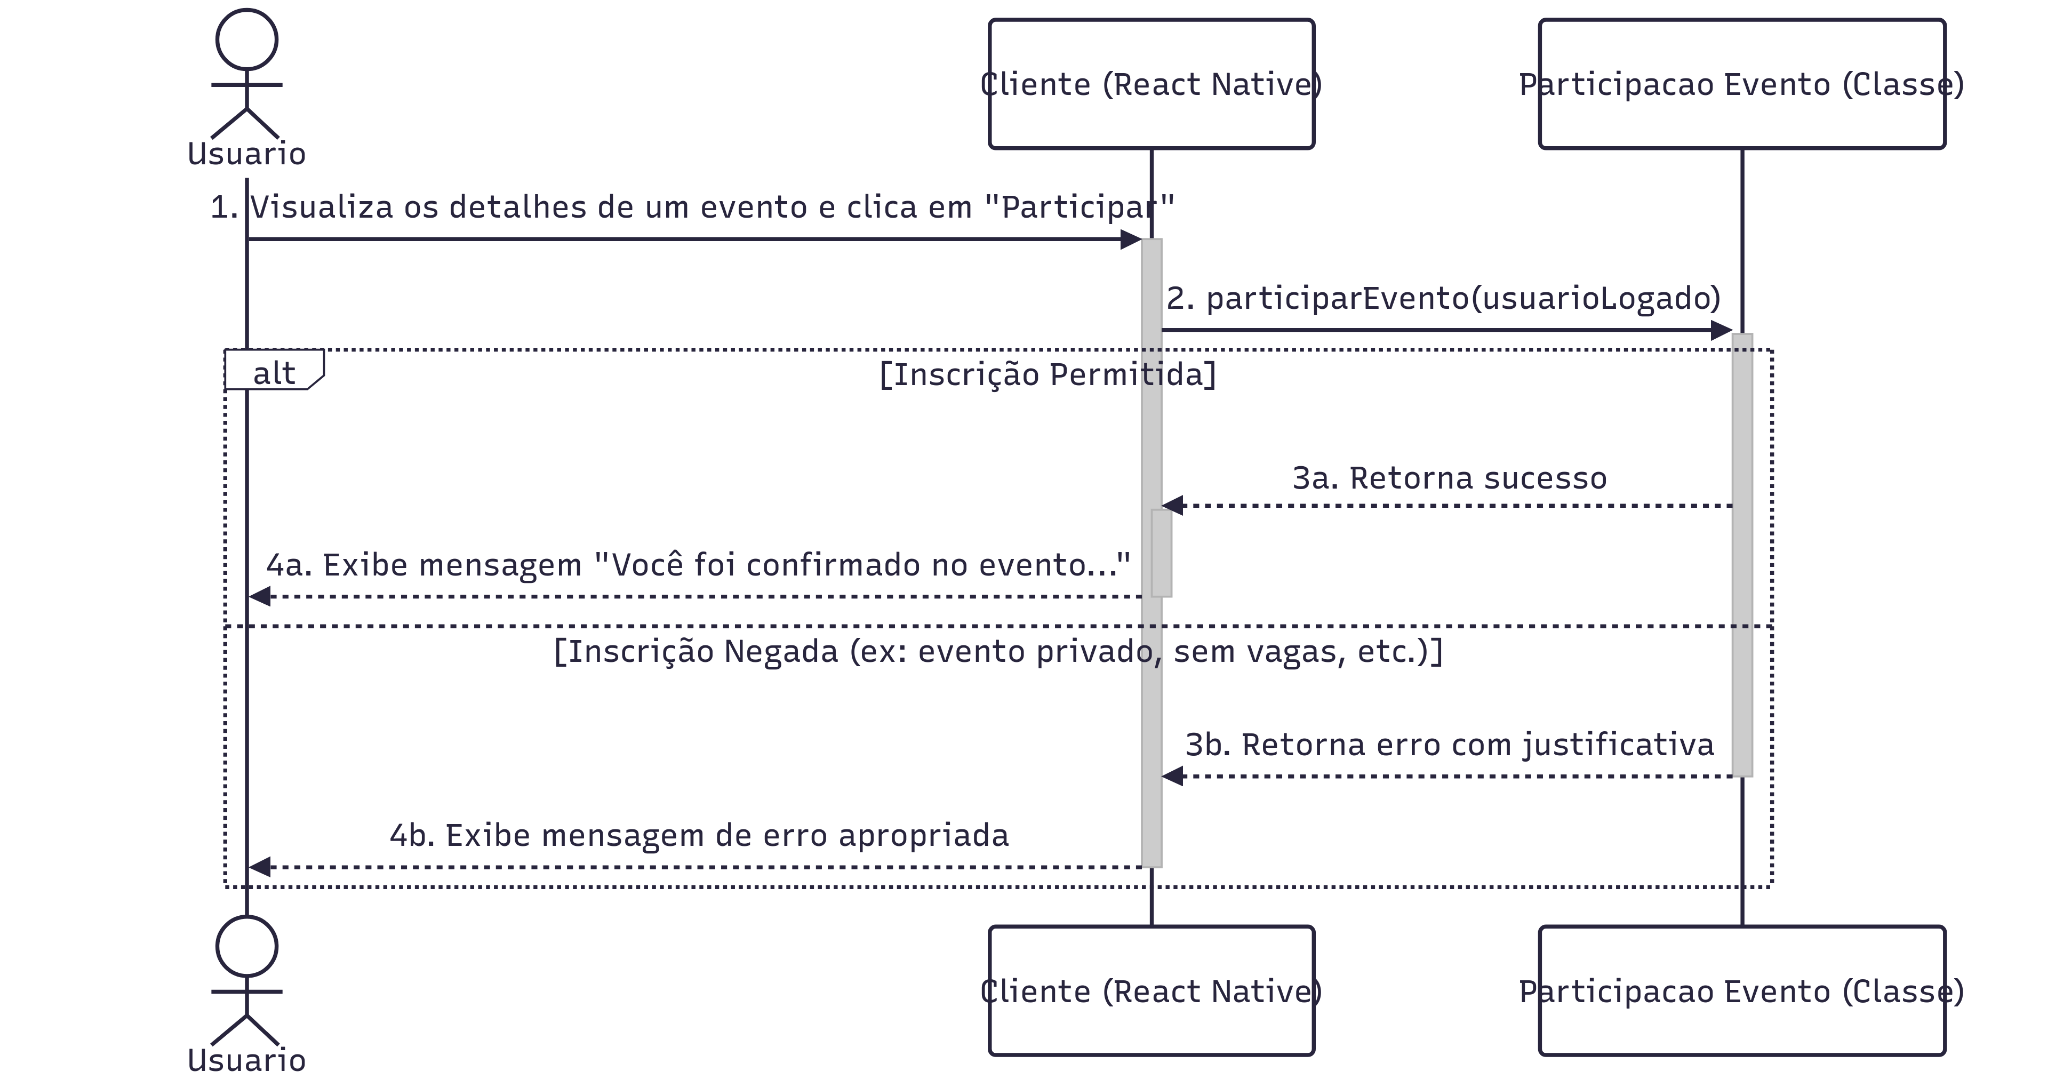 Cliente (React Native)
Participacao Evento (Classe)
Usuario
1. Visualiza os detalhes de um evento e clica em "Participar"
2. participarEvento(usuarioLogado)
alt
[Inscrição Permitida]
3a. Retorna sucesso
4a. Exibe mensagem "Você foi confirmado no evento..."
[Inscrição Negada (ex: evento privado, sem vagas, etc.)]
3b. Retorna erro com justificativa
4b. Exibe mensagem de erro apropriada
Cliente (React Native)
Participacao Evento (Classe)
Usuario